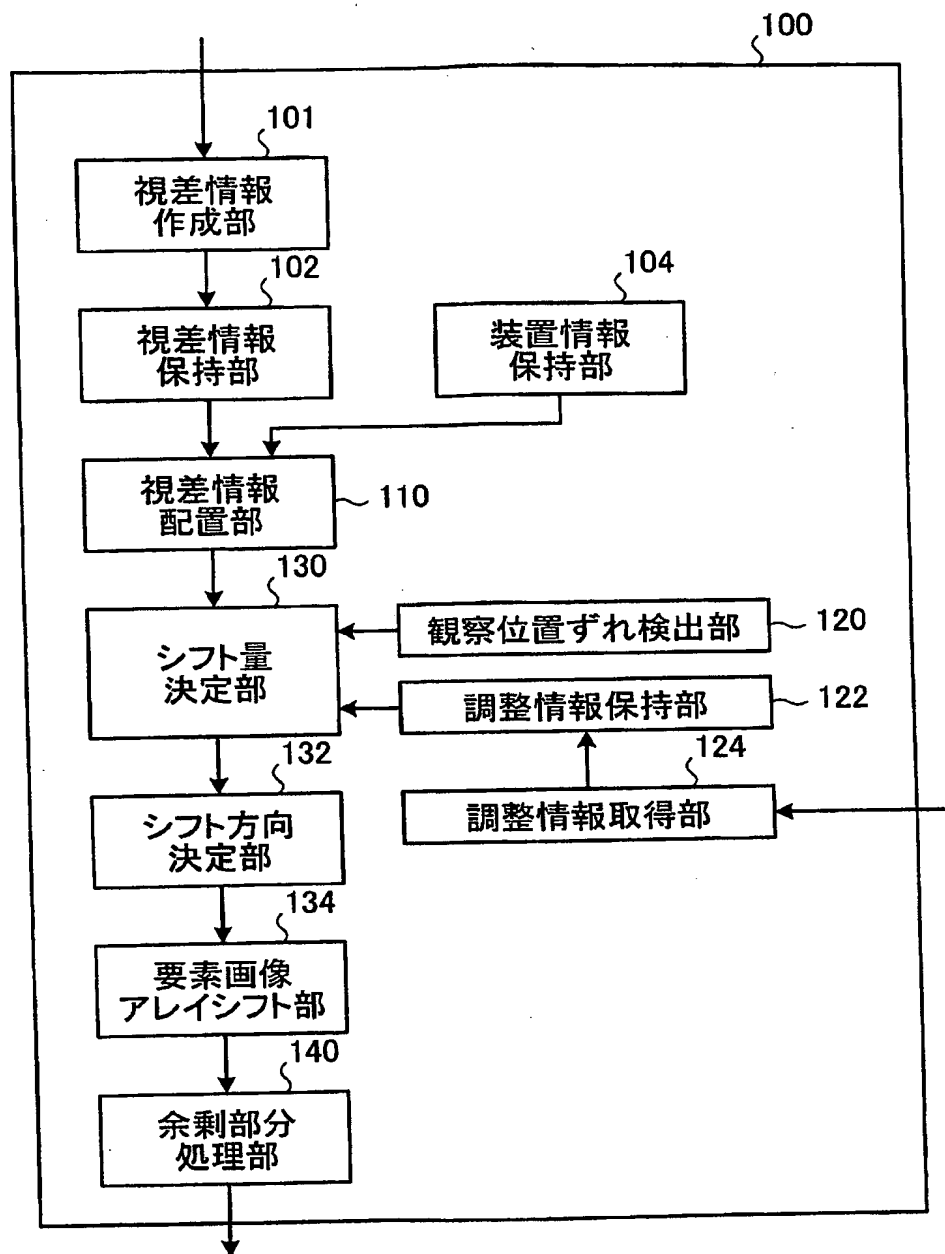 100
101
視差情報
作成部
102
視差情報
保持部
104
装置情報
保持部
視差情報
配置部
110
130
シフト量
決定部
観察位置ずれ検出部
120
調整情報保持部
122
132
シフト方向
決定部
124
調整情報取得部
134
要素画像
アレイシフト部
140
余剰部分
処理部